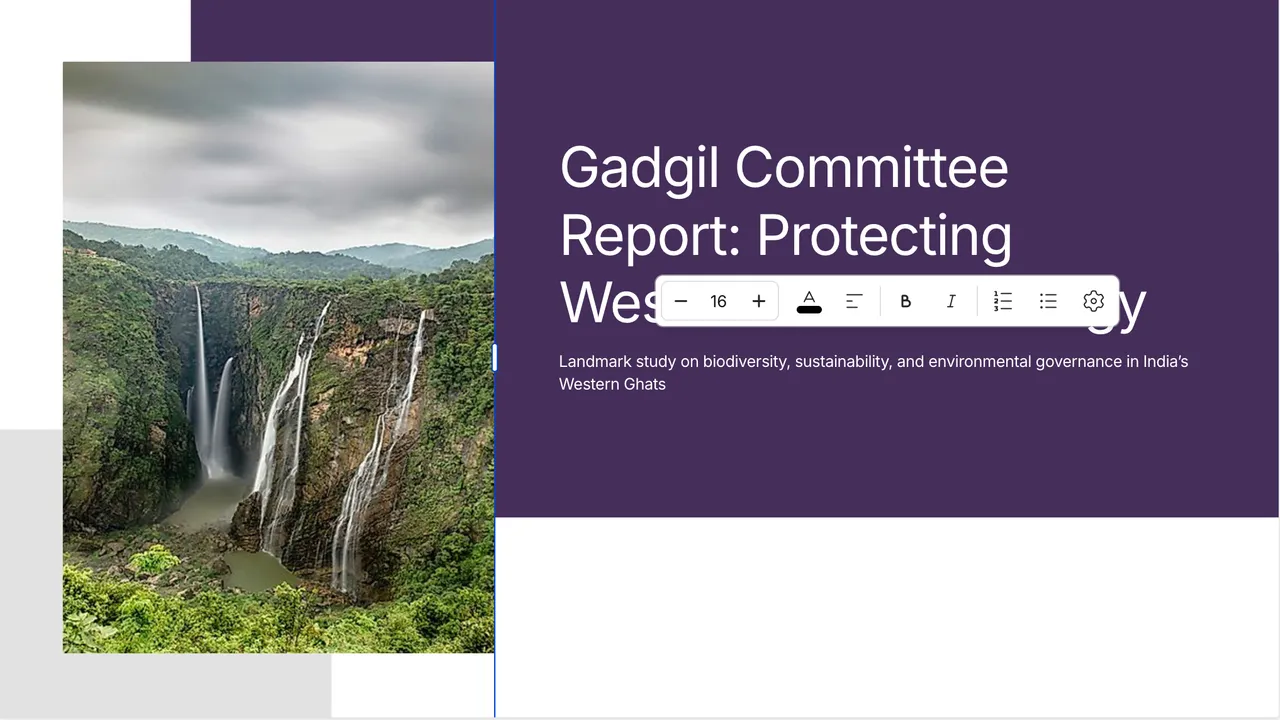 Gadgil Committee
Report: Protecting
16
A
B
I
Landmark study on biodiversity, sustainability, and environmental governance in India’s
Western Ghats